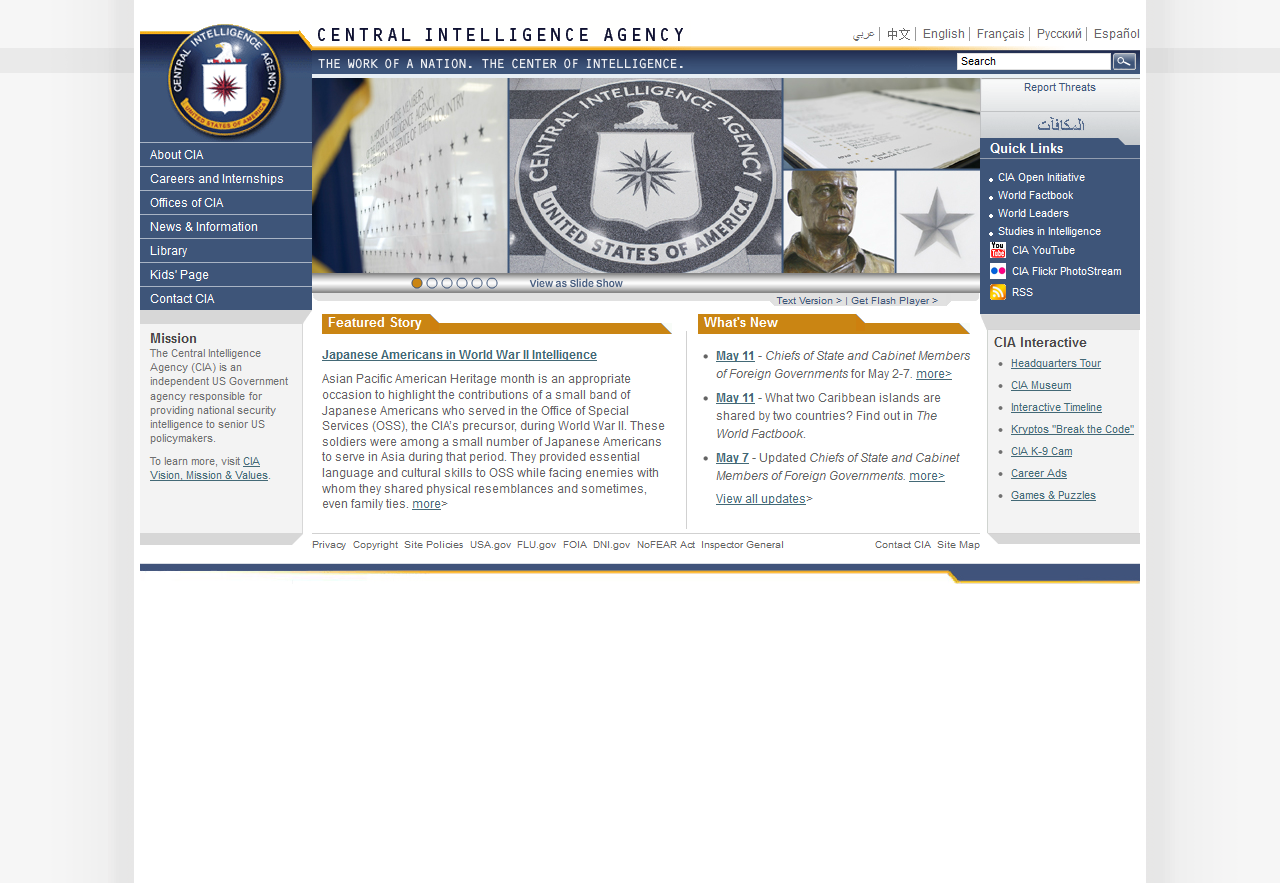 CENTRAL INTELLIGENCE AGENCY
عربي 中文 English Français Русский Español
THE WORK OF A NATION. THE CENTER OF INTELLIGENCE.
Search
CENTRAL INTELLIGENCE AGENCY
UNITED STATES OF AMERICA
About CIA
Careers and Internships
Offices of CIA
News & Information
Library
Kids' Page
Contact CIA
CENTRAL INTELLIGENCE AGENCY
UNITED STATES OF AMERICA
View as Slide Show
Text Version > | Get Flash Player >
Report Threats
المكافآت
Quick Links
CIA Open Initiative
World Factbook
World Leaders
Studies in Intelligence
You Tube CIA YouTube
CIA Flickr PhotoStream
RSS
Mission
The Central Intelligence
Agency (CIA) is an
independent US Government
agency responsible for
providing national security
intelligence to senior US
policymakers.
To learn more, visit CIA
Vision, Mission & Values.
Featured Story
Japanese Americans in World War II Intelligence
Asian Pacific American Heritage month is an appropriate
occasion to highlight the contributions of a small band of
Japanese Americans who served in the Office of Special
Services (OSS), the CIA's precursor, during World War II. These
soldiers were among a small number of Japanese Americans
to serve in Asia during that period. They provided essential
language and cultural skills to OSS while facing enemies with
whom they shared physical resemblances and sometimes,
even family ties. more>
What's New
May 11 - Chiefs of State and Cabinet Members
of Foreign Governments for May 2-7. more>
May 11 - What two Caribbean islands are
shared by two countries? Find out in The
World Factbook.
May 7 - Updated Chiefs of State and Cabinet
Members of Foreign Governments. more>
View all updates>
CIA Interactive
Headquarters Tour
CIA Museum
Interactive Timeline
Kryptos "Break the Code"
CIA K-9 Cam
Career Ads
Games & Puzzles
Privacy Copyright Site Policies USA.gov FLU.gov FOIA DNI.gov NoFEAR Act Inspector General Contact CIA Site Map